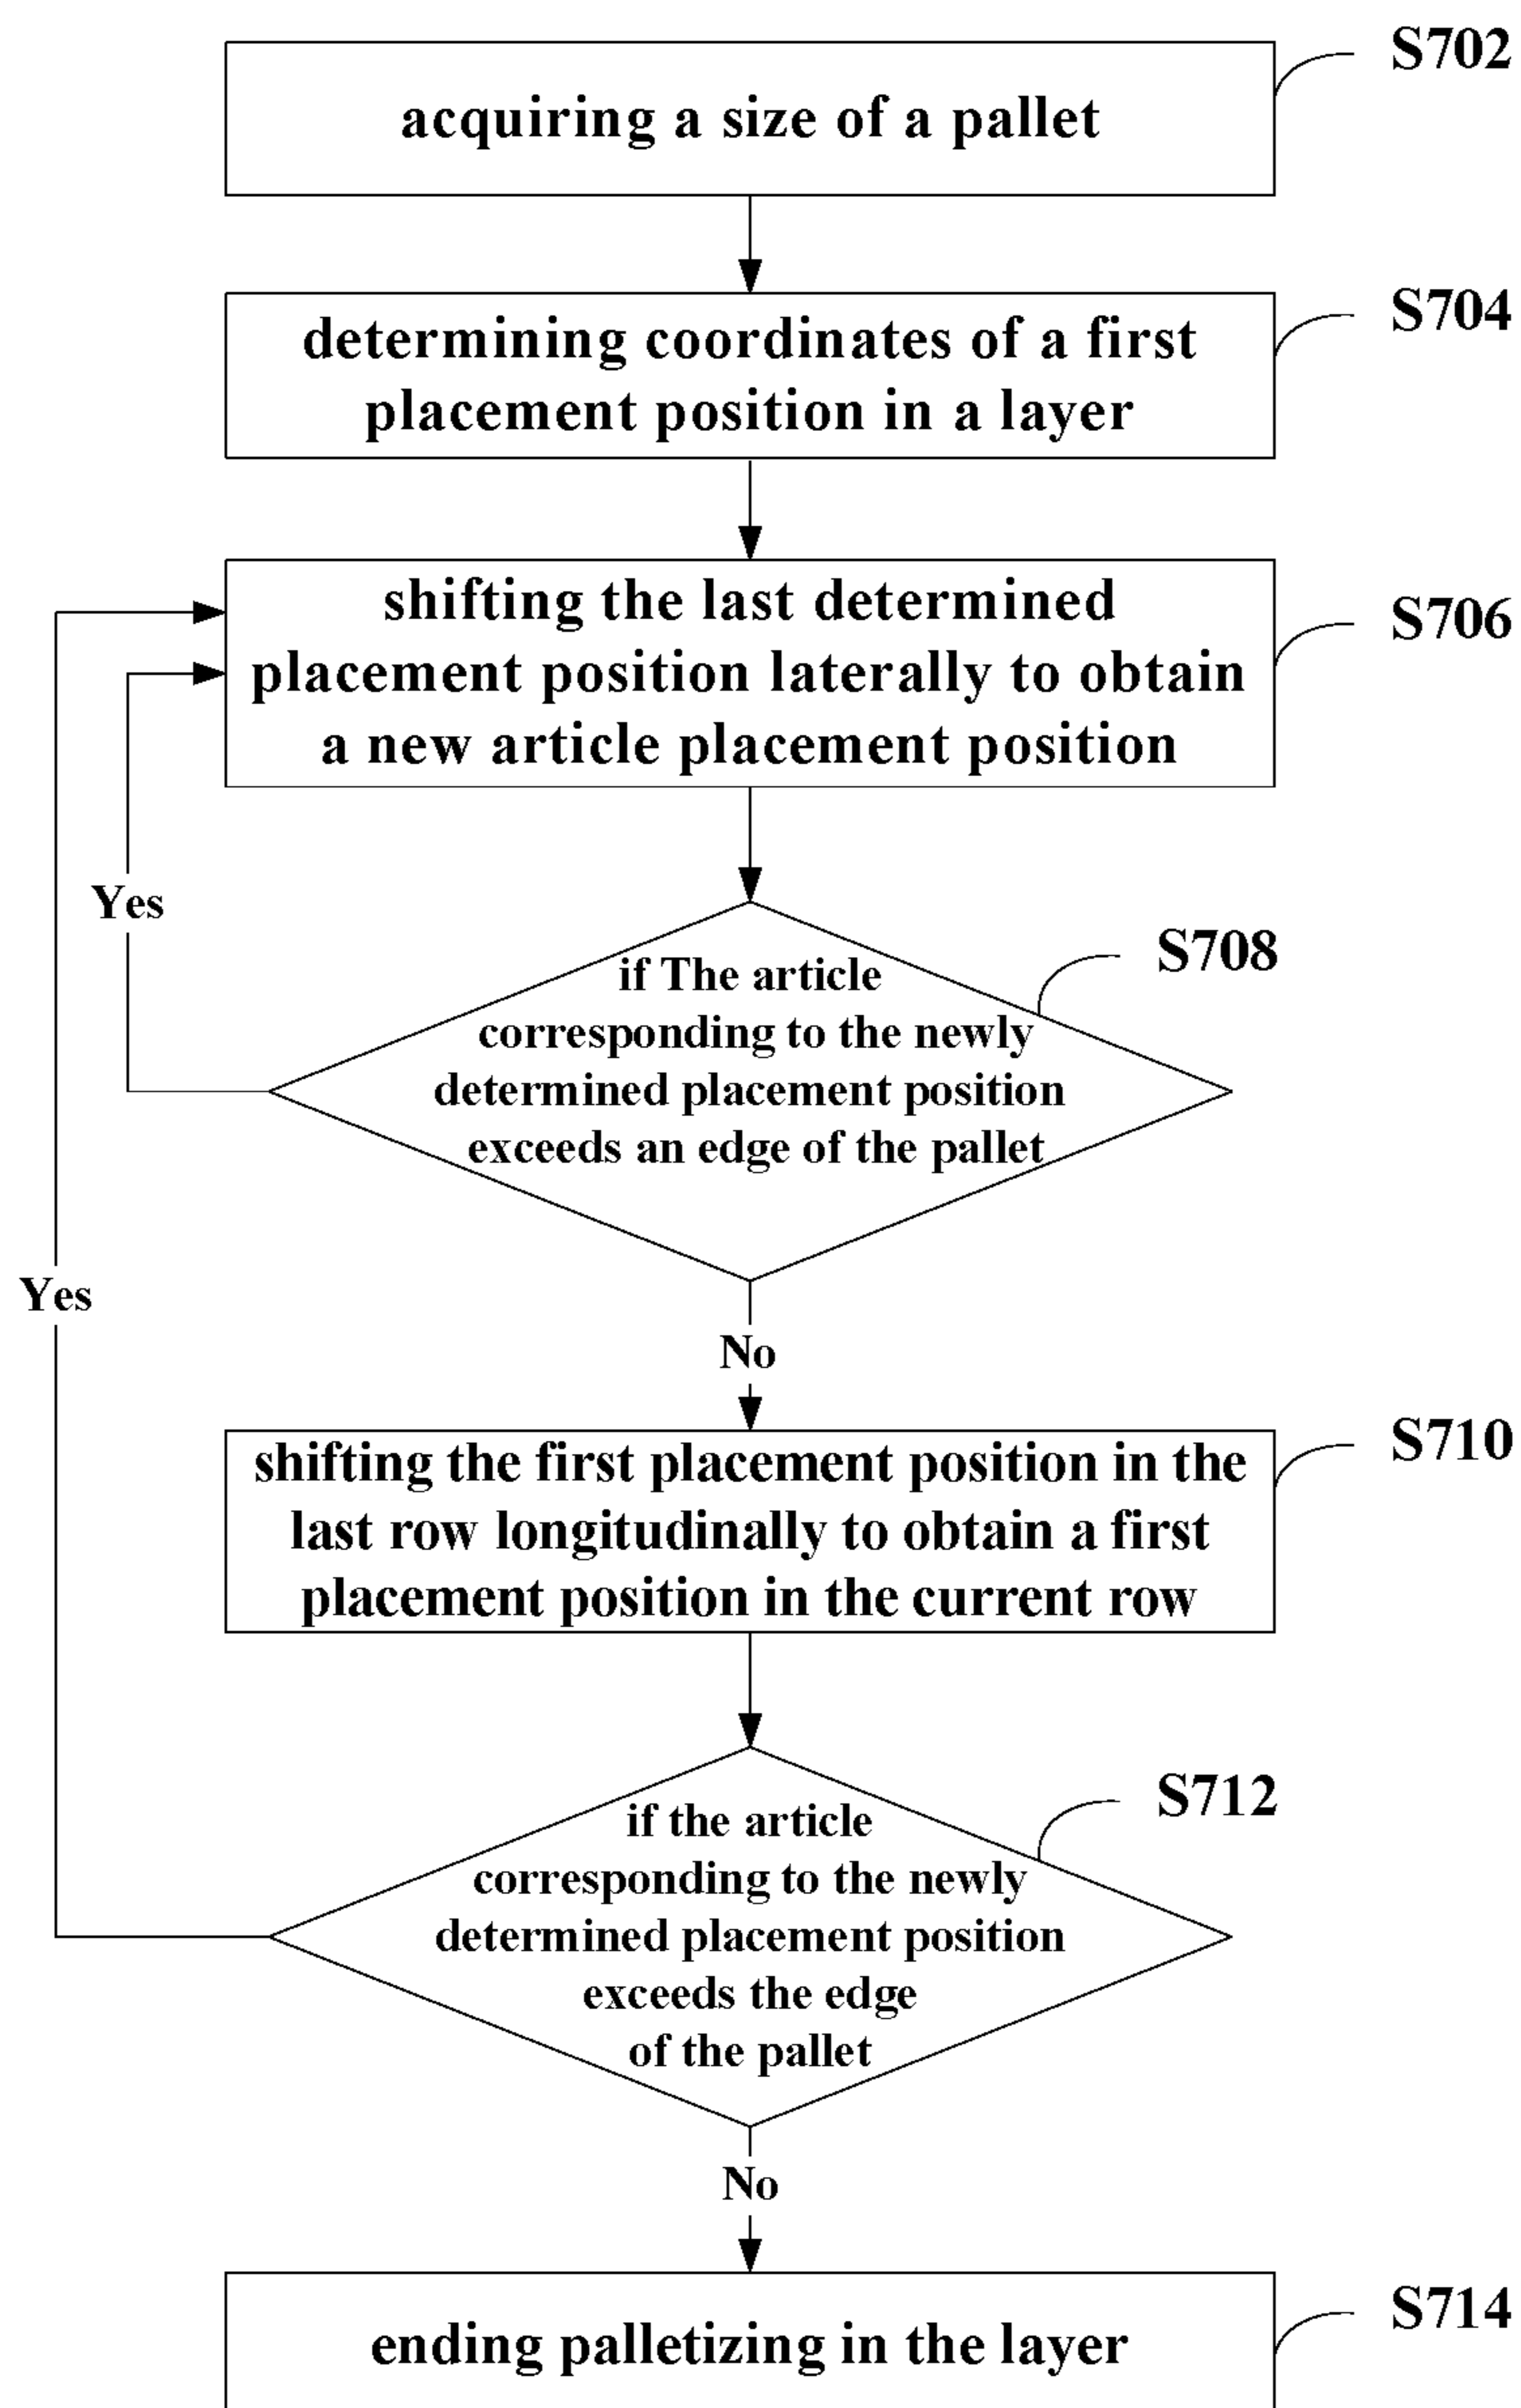 S702
acquiring a size of a pallet
S704
determining coordinates of a first
placement position in a layer
S706
shifting the last determined
placement position laterally to obtain
a new article placement position
Yes
S708
if The article
corresponding to the newly
determined placement position
exceeds an edge of the pallet
Yes
No
S710
shifting the first placement position in the
last row longitudinally to obtain a first
placement position in the current row
S712
if the article
corresponding to the newly
determined placement position
exceeds the edge
of the pallet
No
S714
ending palletizing in the layer